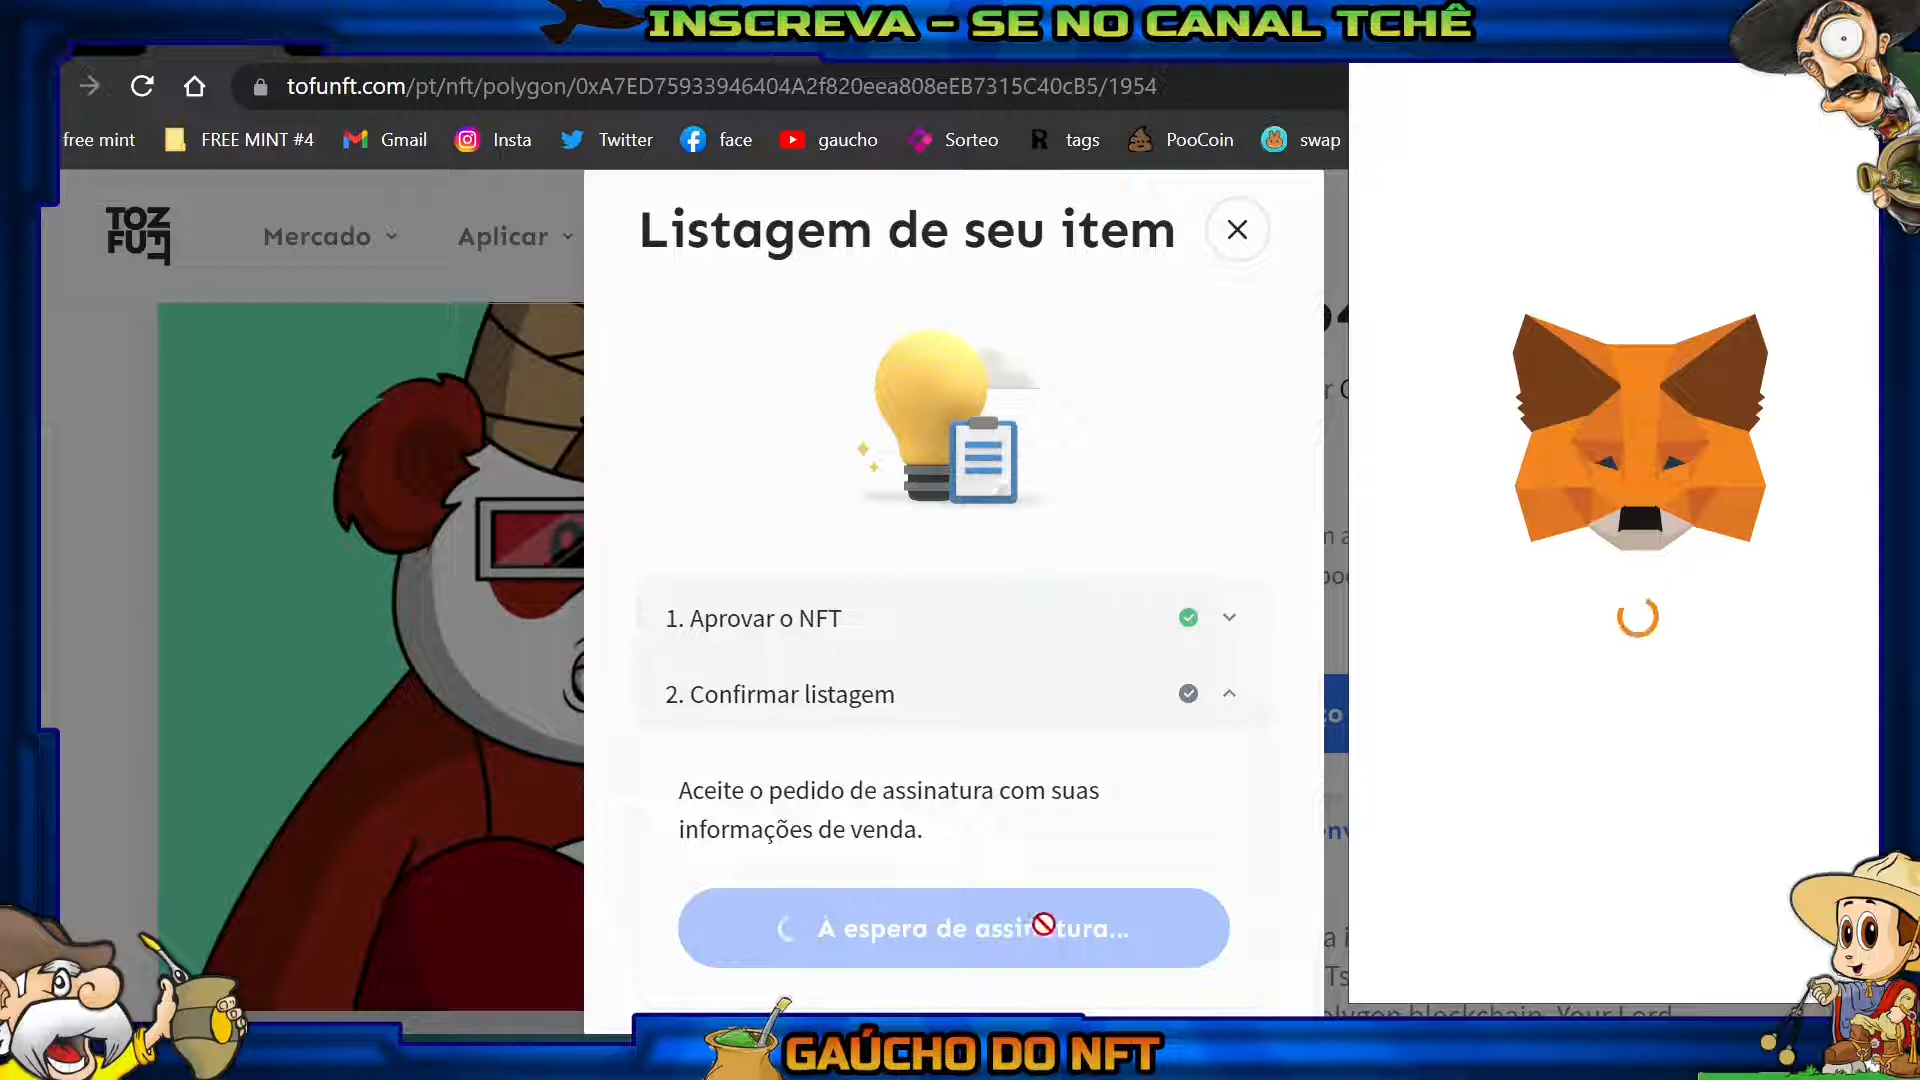 INSCREVA - SE NO CANAL TCHÊ
tofunft.com/pt/nft/polygon/0xA7ED75933946404A2f820eea808eEB7315C40cB5/1954
free mint
FREE MINT #4
Gmail
Insta
Twitter
face
gaucho
Sorteo
tags
PooCoin
swap
TOFU NFT
Mercado
Aplicar
Listagem de seu item
1. Aprovar o NFT
2. Confirmar listagem
Aceite o pedido de assinatura com suas
informações de venda.
À espera de assinatura...
GAÚCHO DO NFT